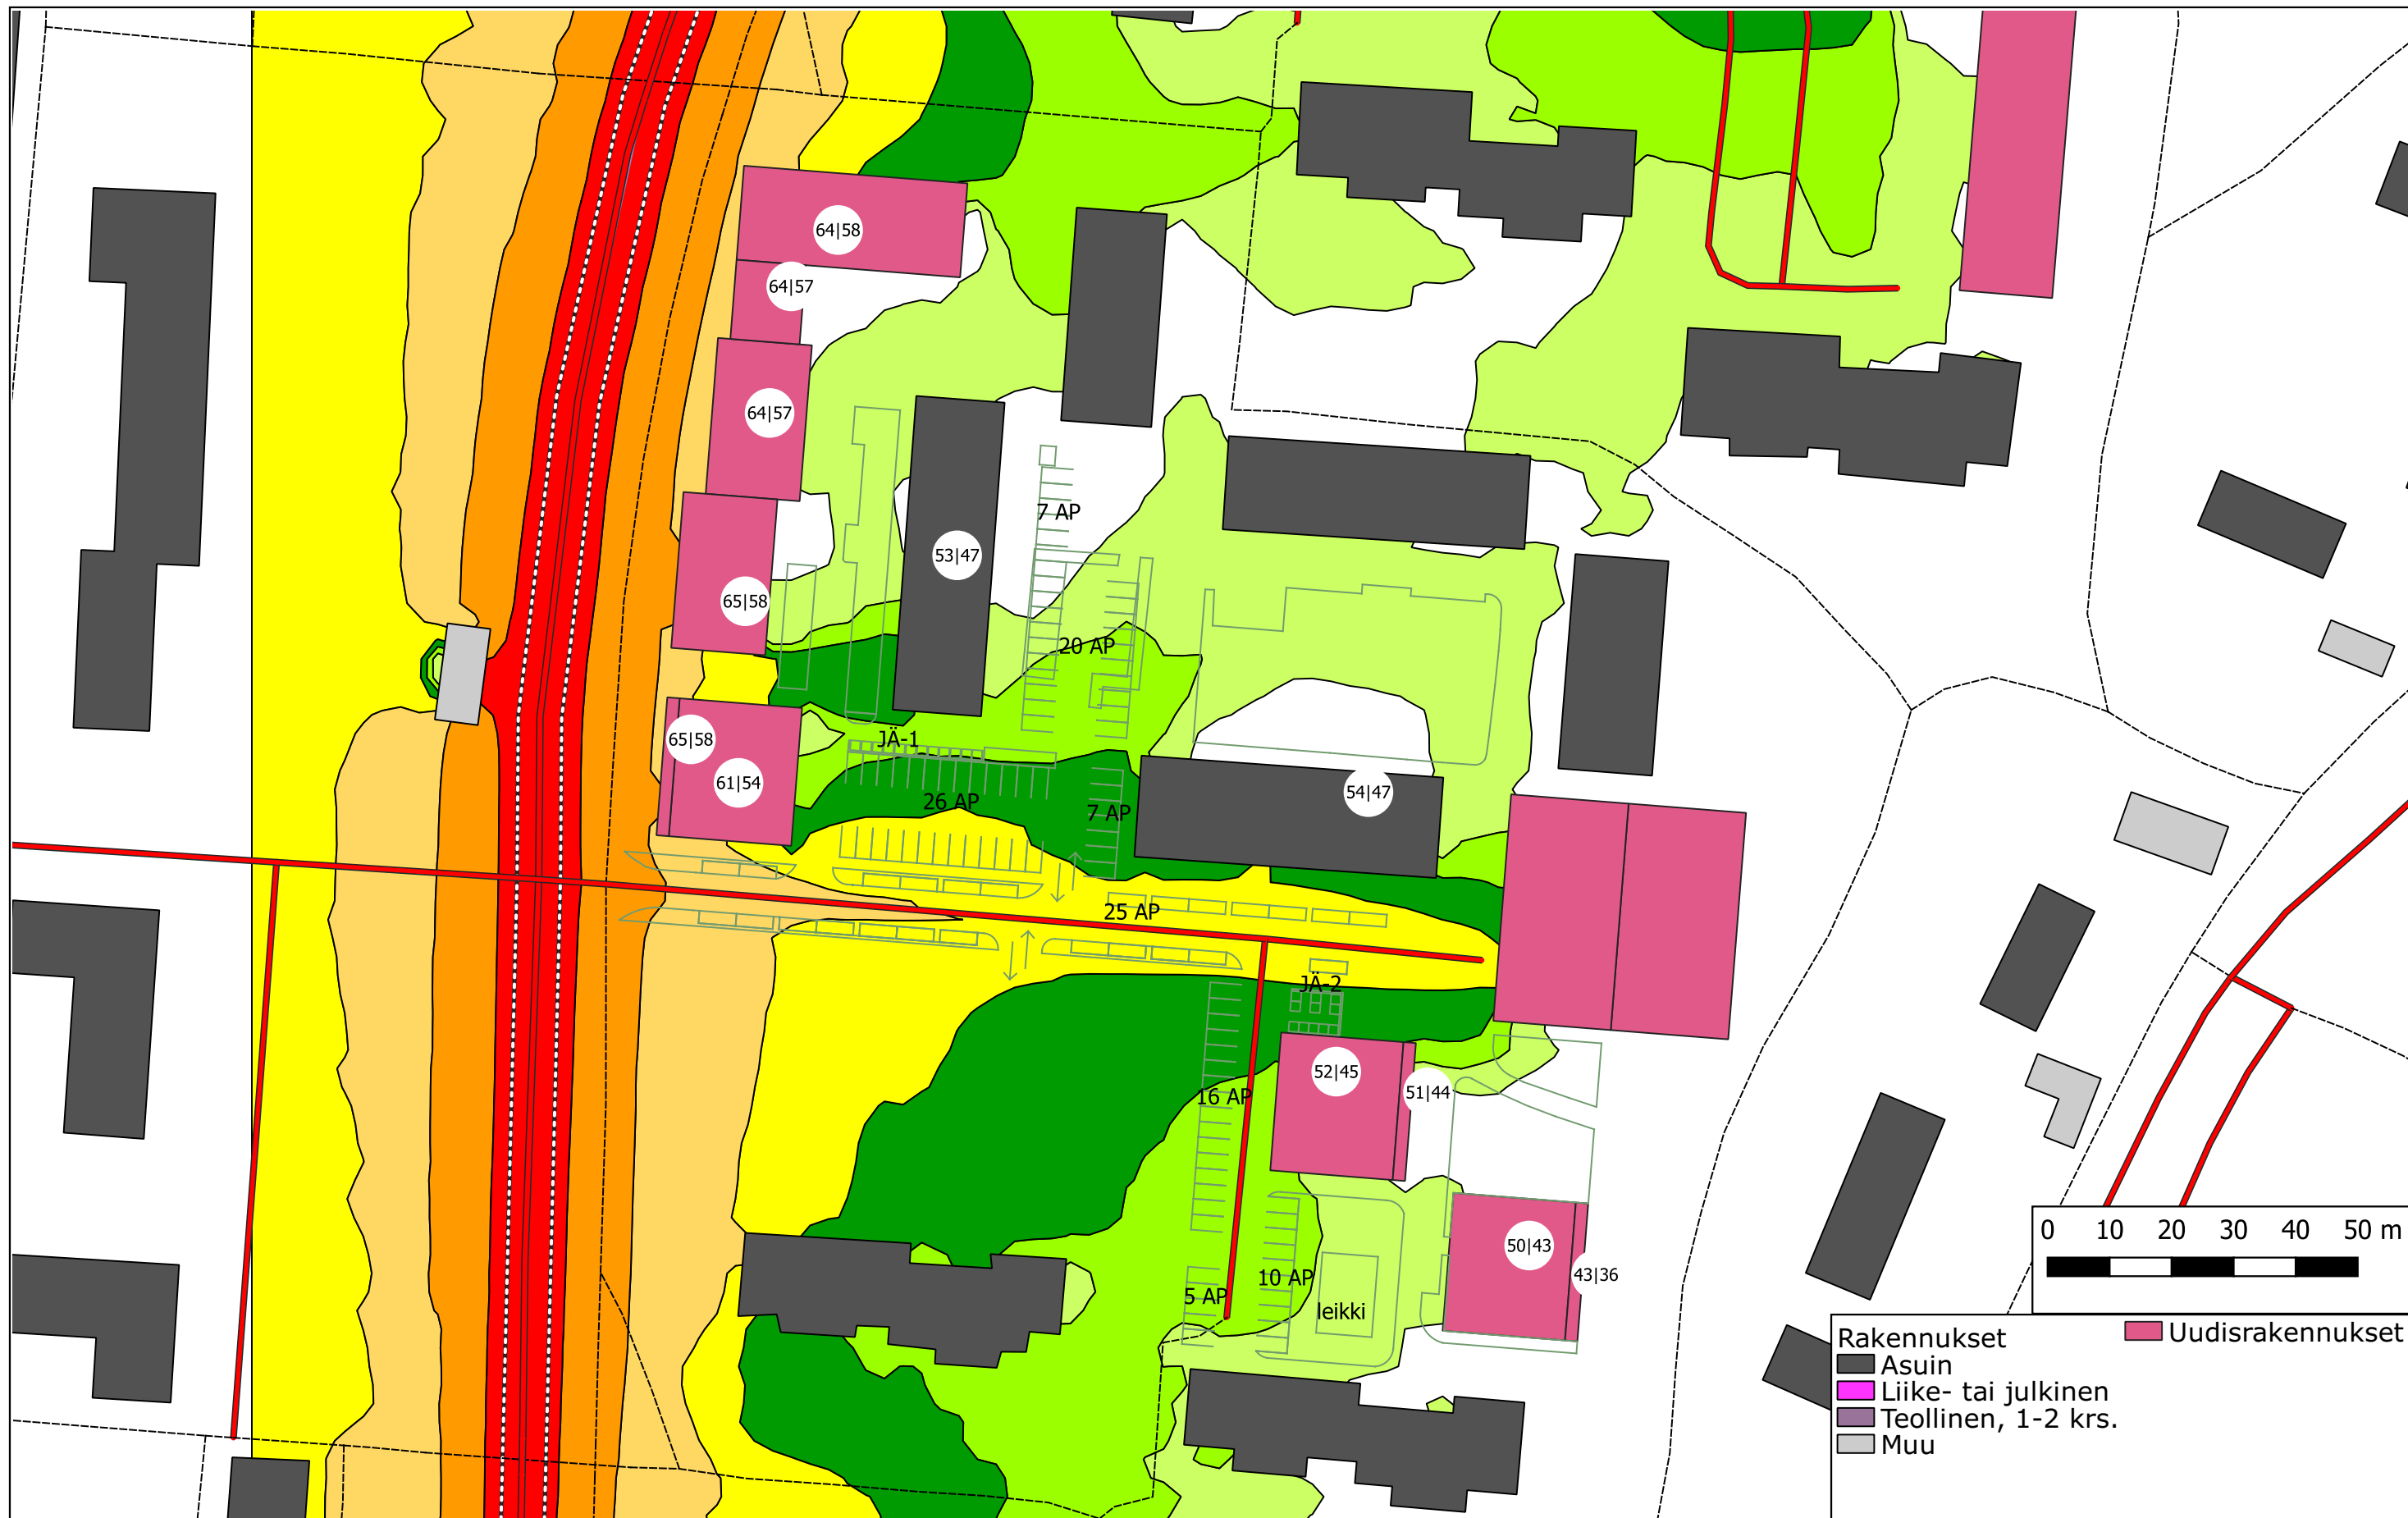 64|58
64|57
64|57
7 AP
53|47
65|58
20 AP
65|58
JÄ-1
61|54
54|47
26 AP
7 AP
25 AP
JÄ-2
52|45
51|44
16 AP
50|43
43|36
10 AP
5 AP
leikki
0 10 20 30 40 50 m
Rakennukset
Uudisrakennukset
Asuin
Liike- tai julkinen
Teollinen, 1-2 krs.
Muu